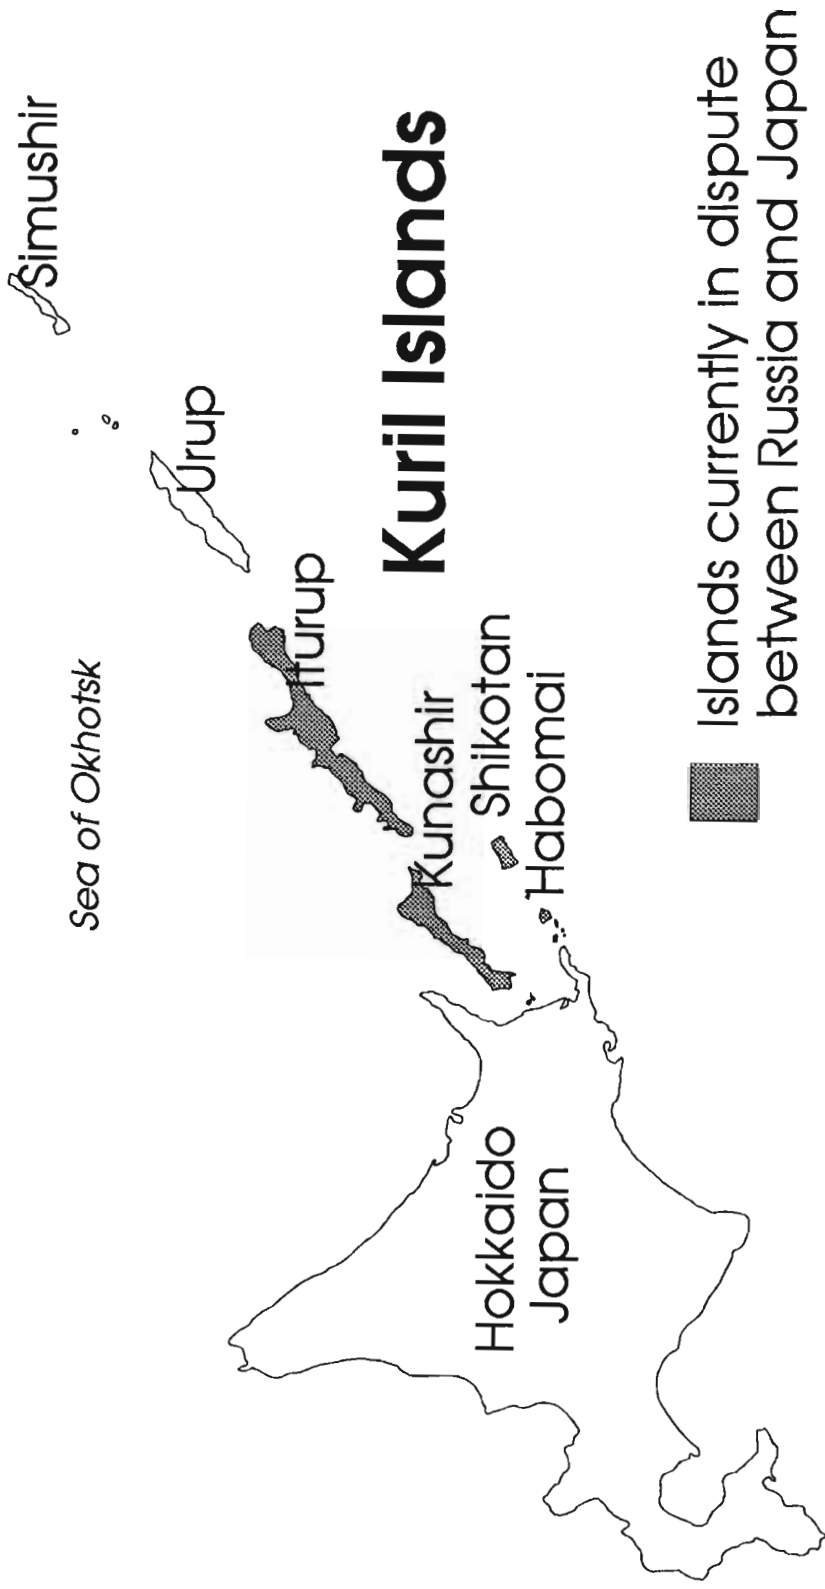 Simushir
Urup
Sea of Okhotsk
Iturup
Kuril Islands
Kunashir
Shikotan
Habomai
Hokkaido
Japan
Islands currently in dispute
between Russia and Japan